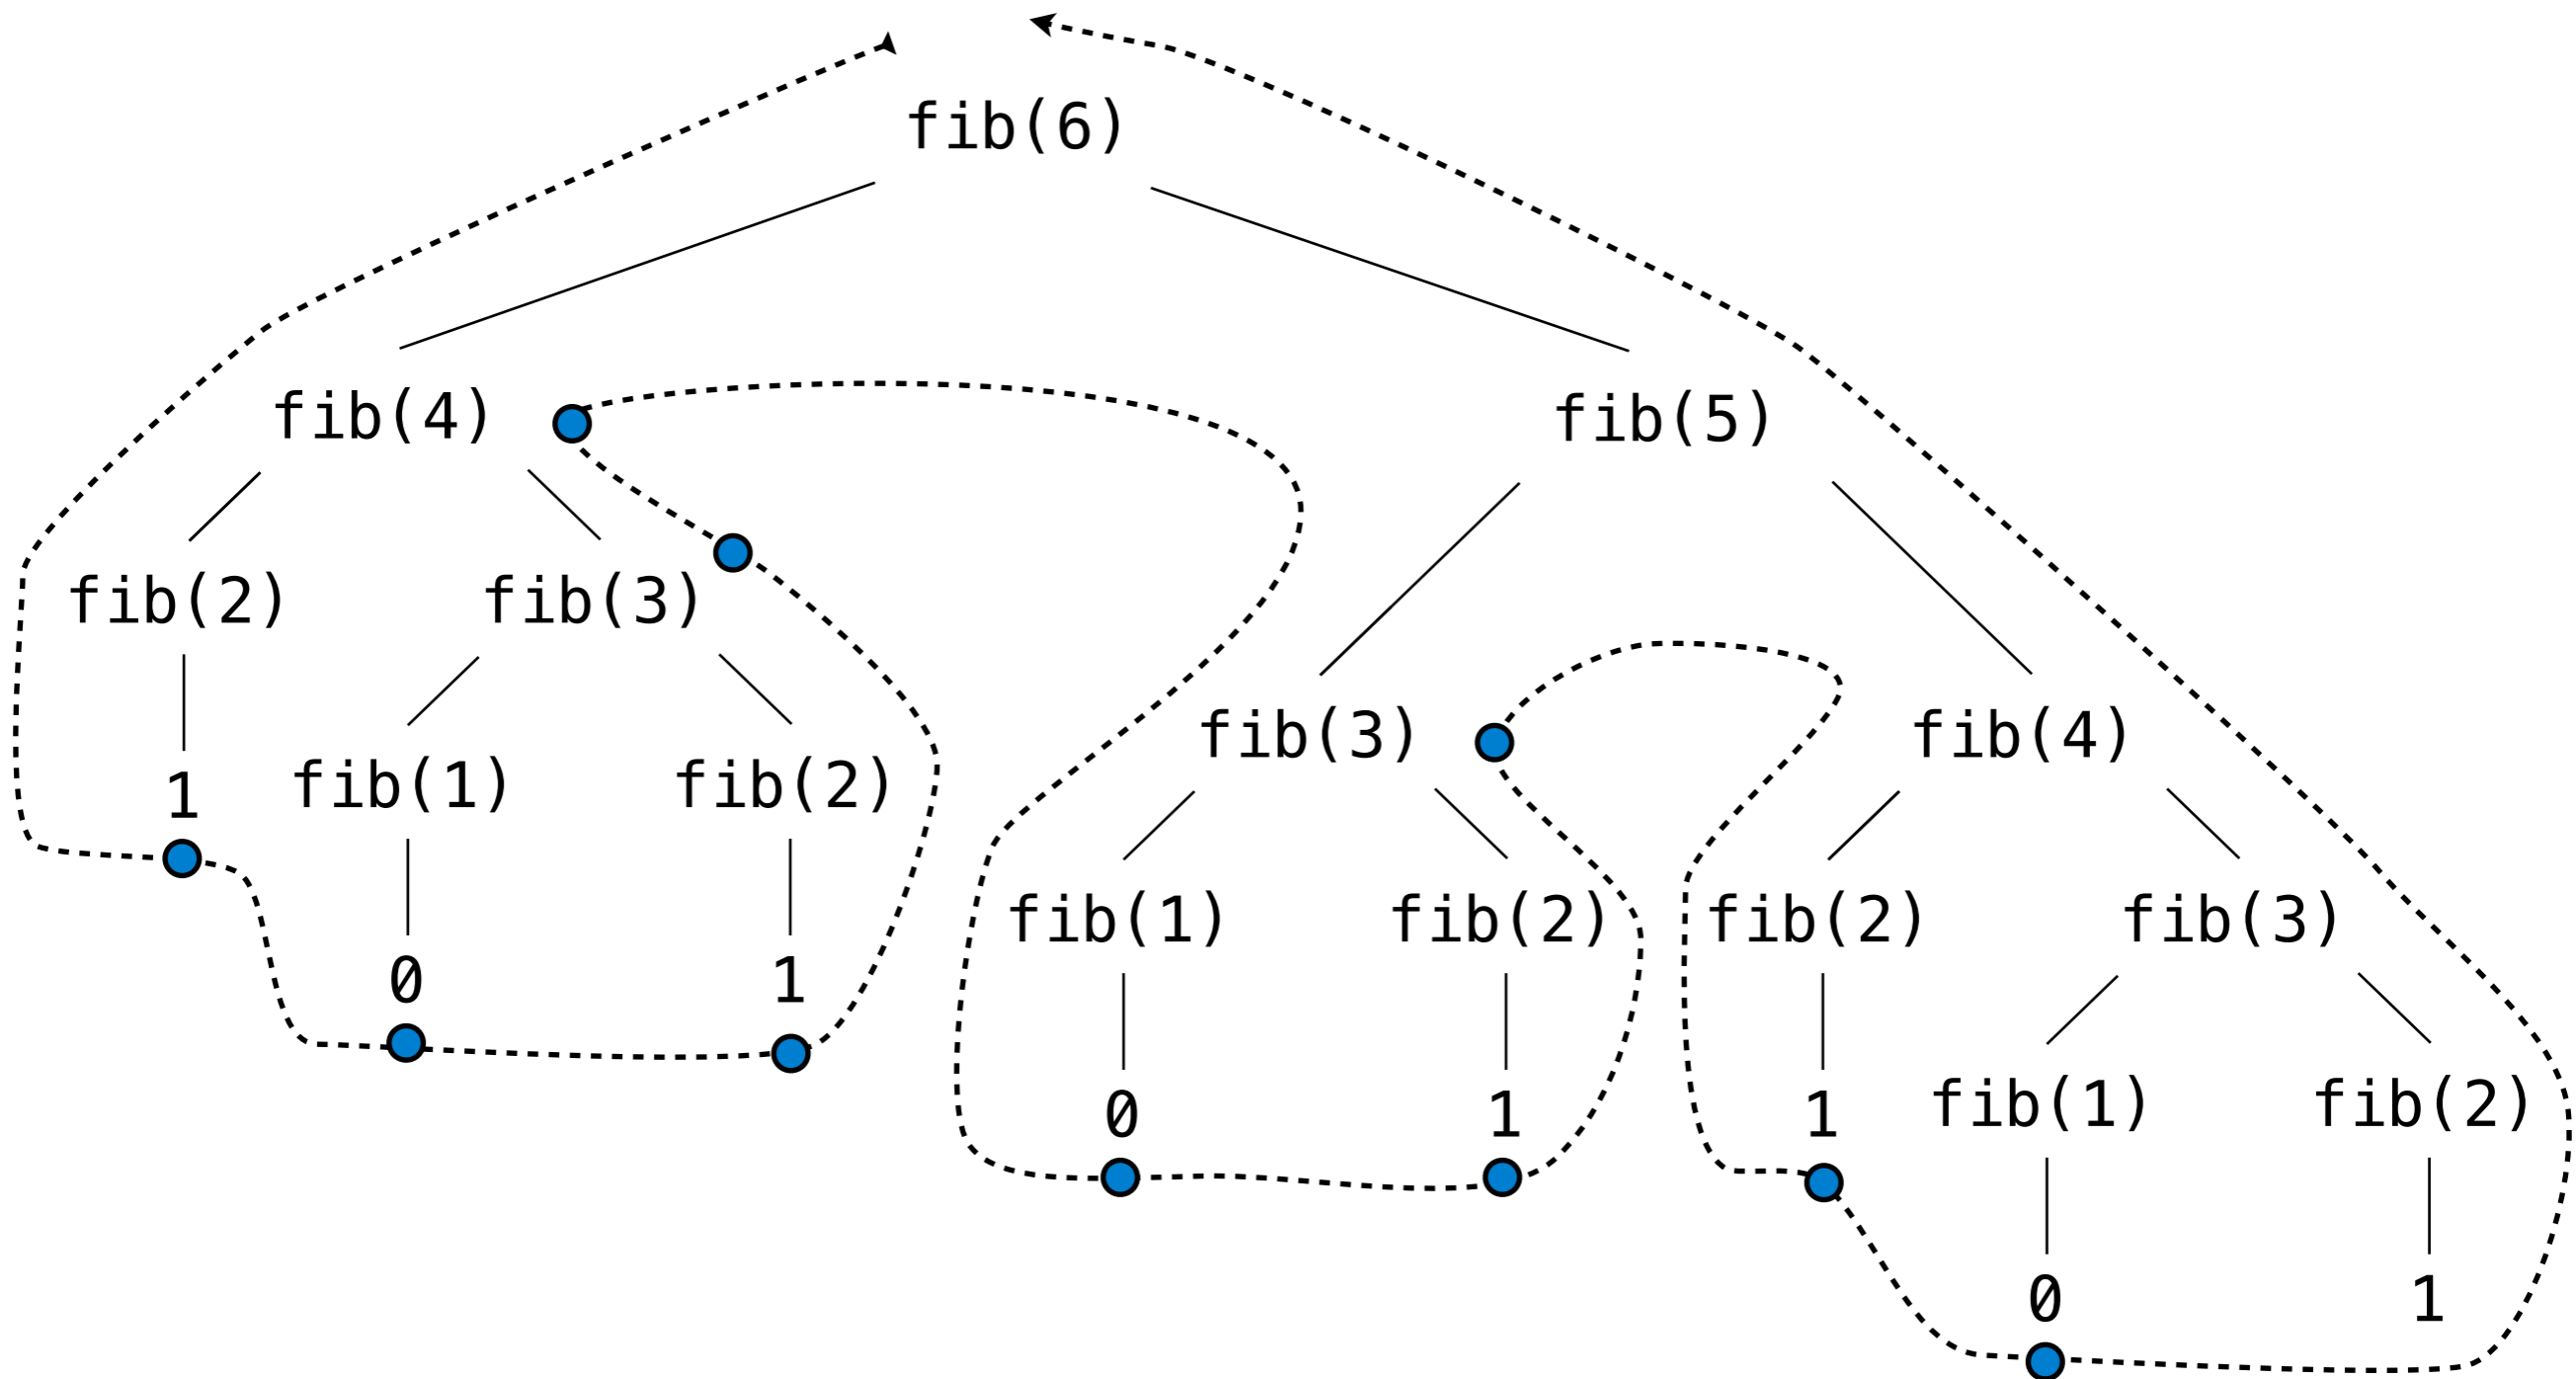 fib(6)
fib(4) fib(5)
fib(2) fib(3)
fib(3) fib(4)
1 fib(1) fib(2)
fib(1) fib(2) fib(2) fib(3)
0 1
0 1 1 fib(1) fib(2)
0 1